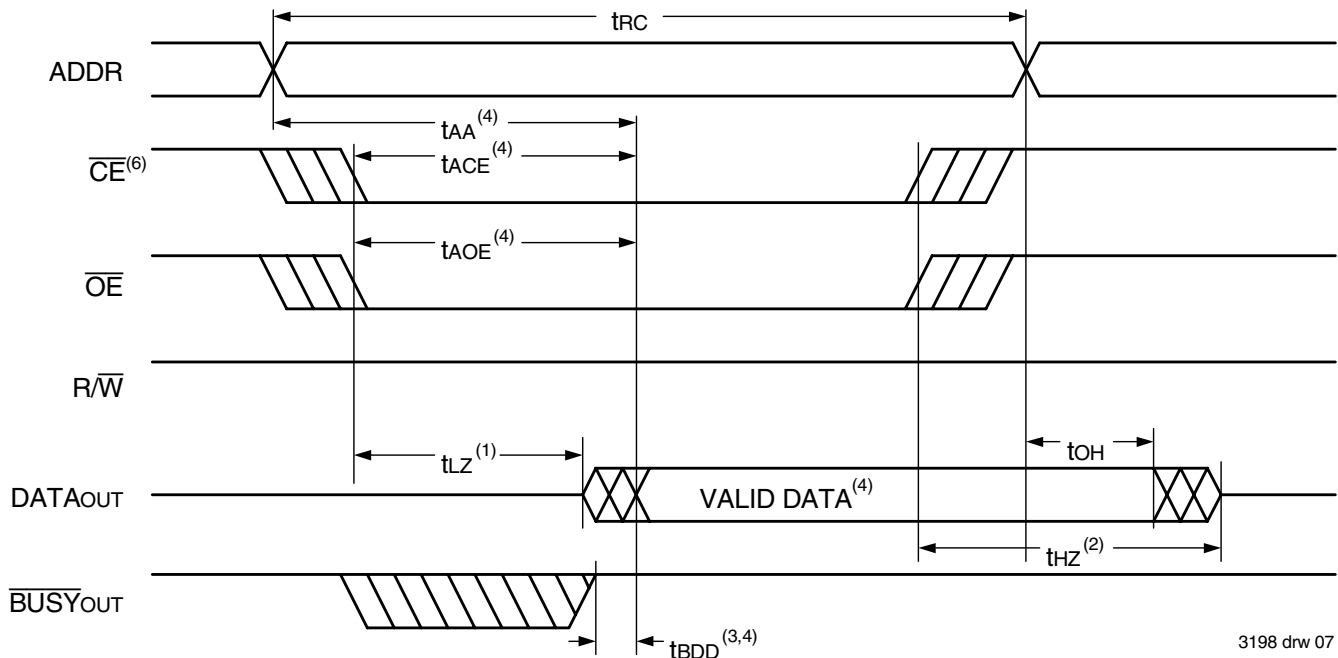 tRC
ADDR
tAA(4)
CE(6)
tACE(4)
tAOE(4)
OE
R/W
tLZ(1)
tOH
DATAOUT
VALID DATA(4)
tHZ(2)
BUSYOUT
tBDD(3,4)
3198 drw 07